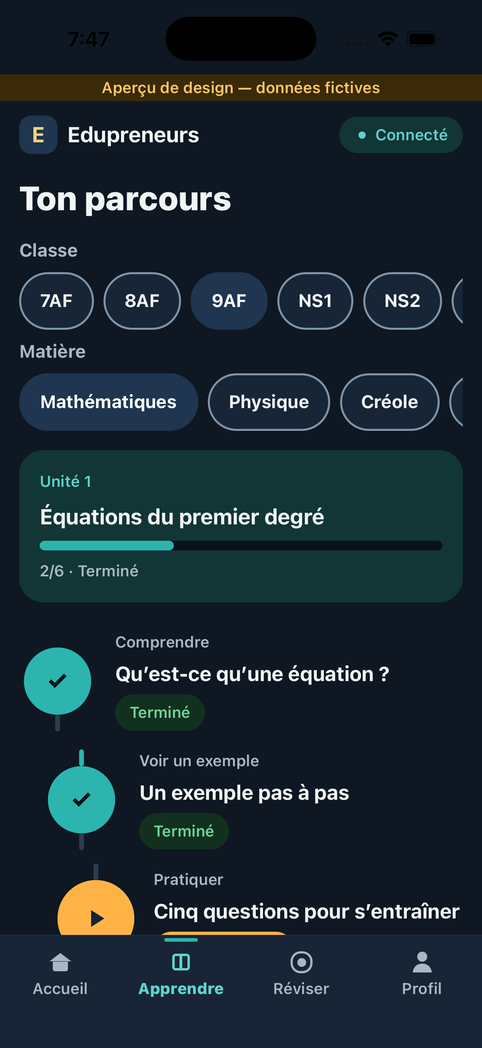 7:47
Aperçu de design — données fictives
E Edupreneurs
Connecté
Ton parcours
Classe
7AF 8AF 9AF NS1 NS2
Matière
Mathématiques Physique Créole
Unité 1
Équations du premier degré
2/6 · Terminé
Comprendre
Qu’est-ce qu’une équation ?
Terminé
Voir un exemple
Un exemple pas à pas
Terminé
Pratiquer
Cinq questions pour s’entraîner
Accueil Apprendre Réviser Profil